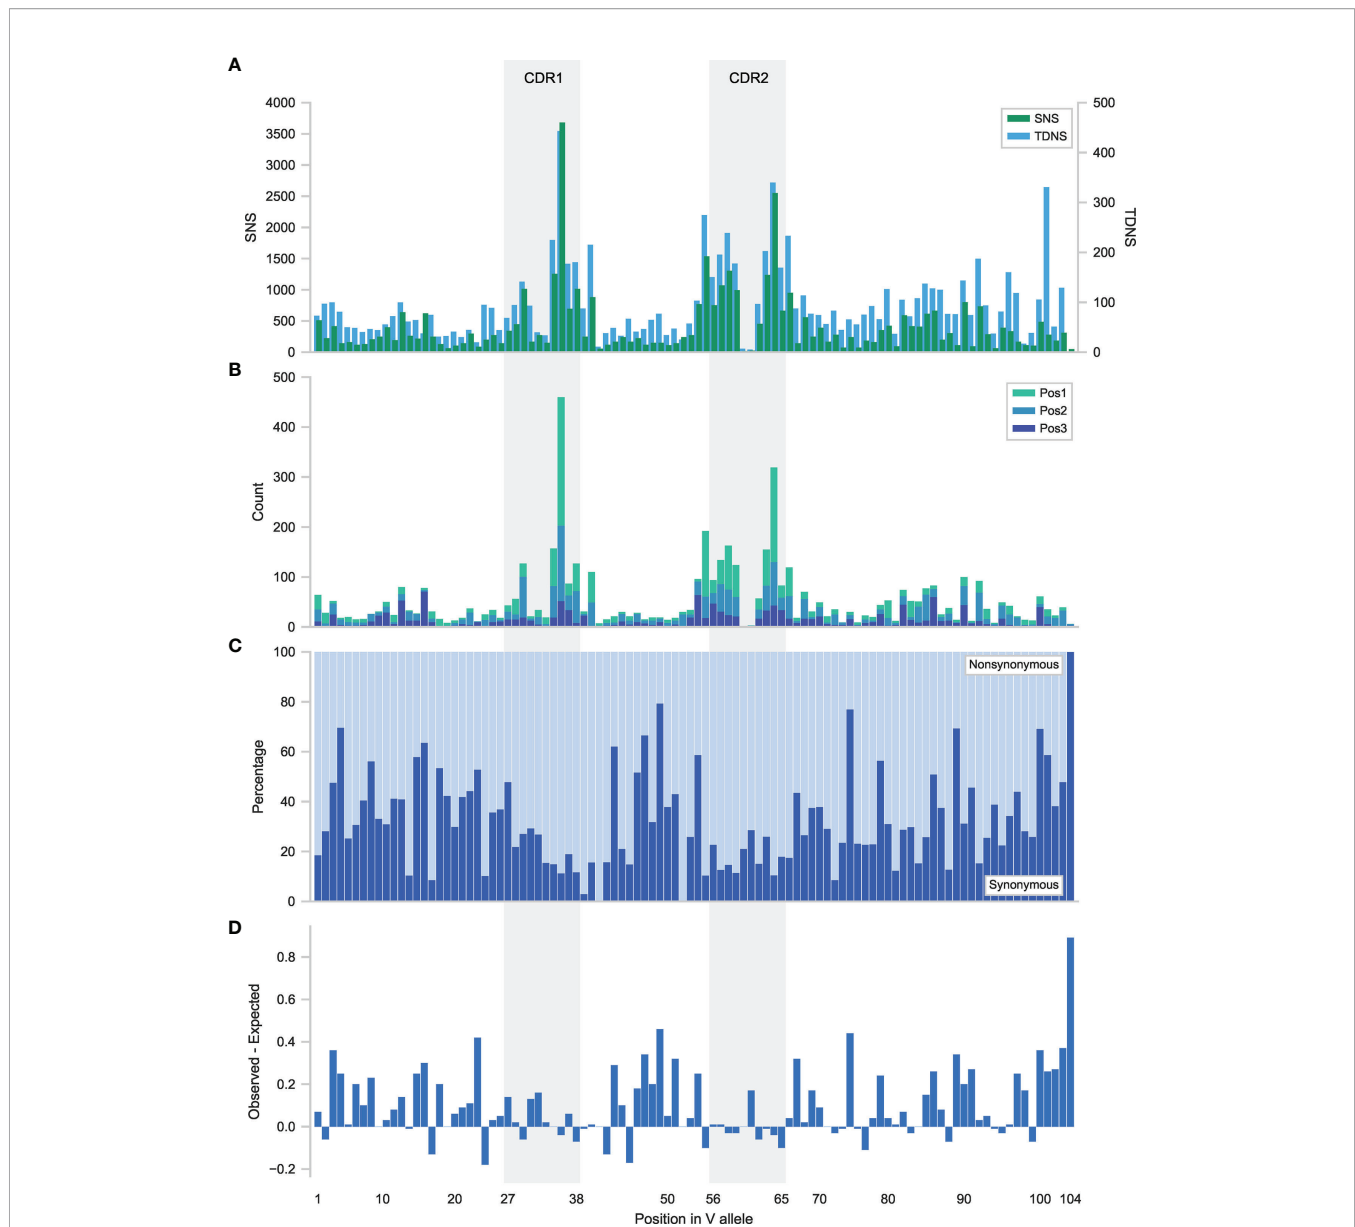 A
CDR1
CDR2
4000
3500
3000
2500
2000
1500
1000
500
0
SNS
500
400
300
200
100
0
TDNS
SNS
TDNS
B
500
400
300
200
100
0
Count
Pos1
Pos2
Pos3
C
100
80
60
40
20
0
Percentage
Nonsynonymous
Synonymous
D
0.8
0.6
0.4
0.2
0.0
−0.2
Observed - Expected
1 10 20 27 38 50 56 65 70 80 90 100 104
Position in V allele